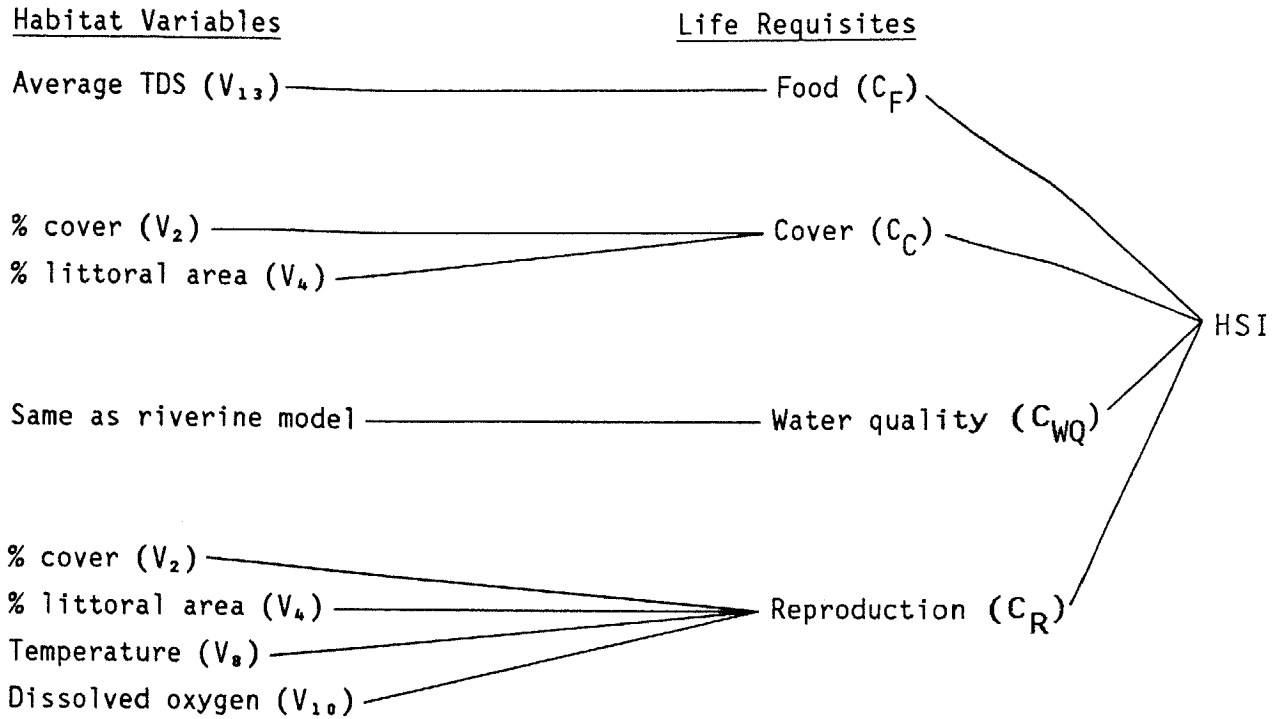 Habitat Variables Life Requisites
Average TDS (V₁₃) Food (C_F)
% cover (V₂) Cover (C_C)
% littoral area (V₄)
HSI
Same as riverine model Water quality (C_WQ)
% cover (V₂)
% littoral area (V₄) Reproduction (C_R)
Temperature (V₈)
Dissolved oxygen (V₁₀)